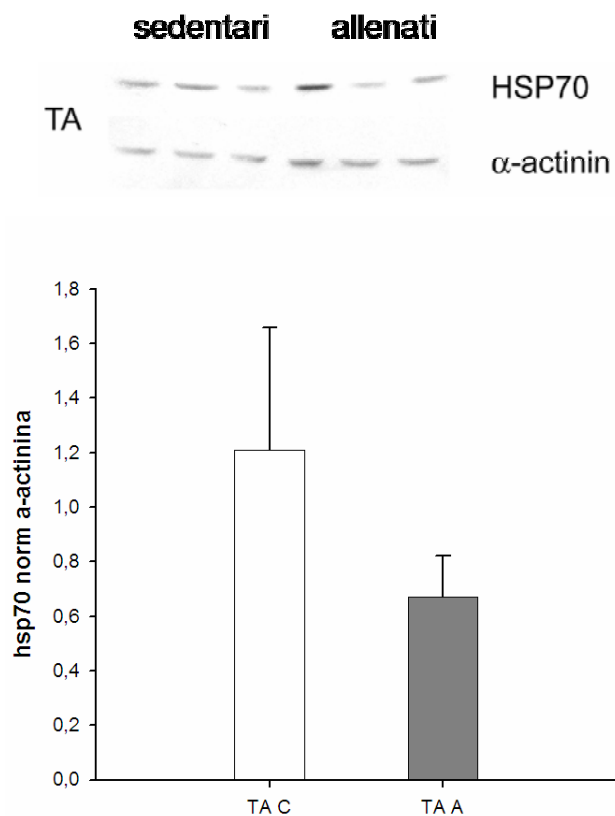 sedentari allenati
HSP70
TA
α-actinin
1,8
1,6
1,4
1,2
1,0
0,8
0,6
0,4
0,2
0,0
hsp70 norm a-actinina
TA C TA A